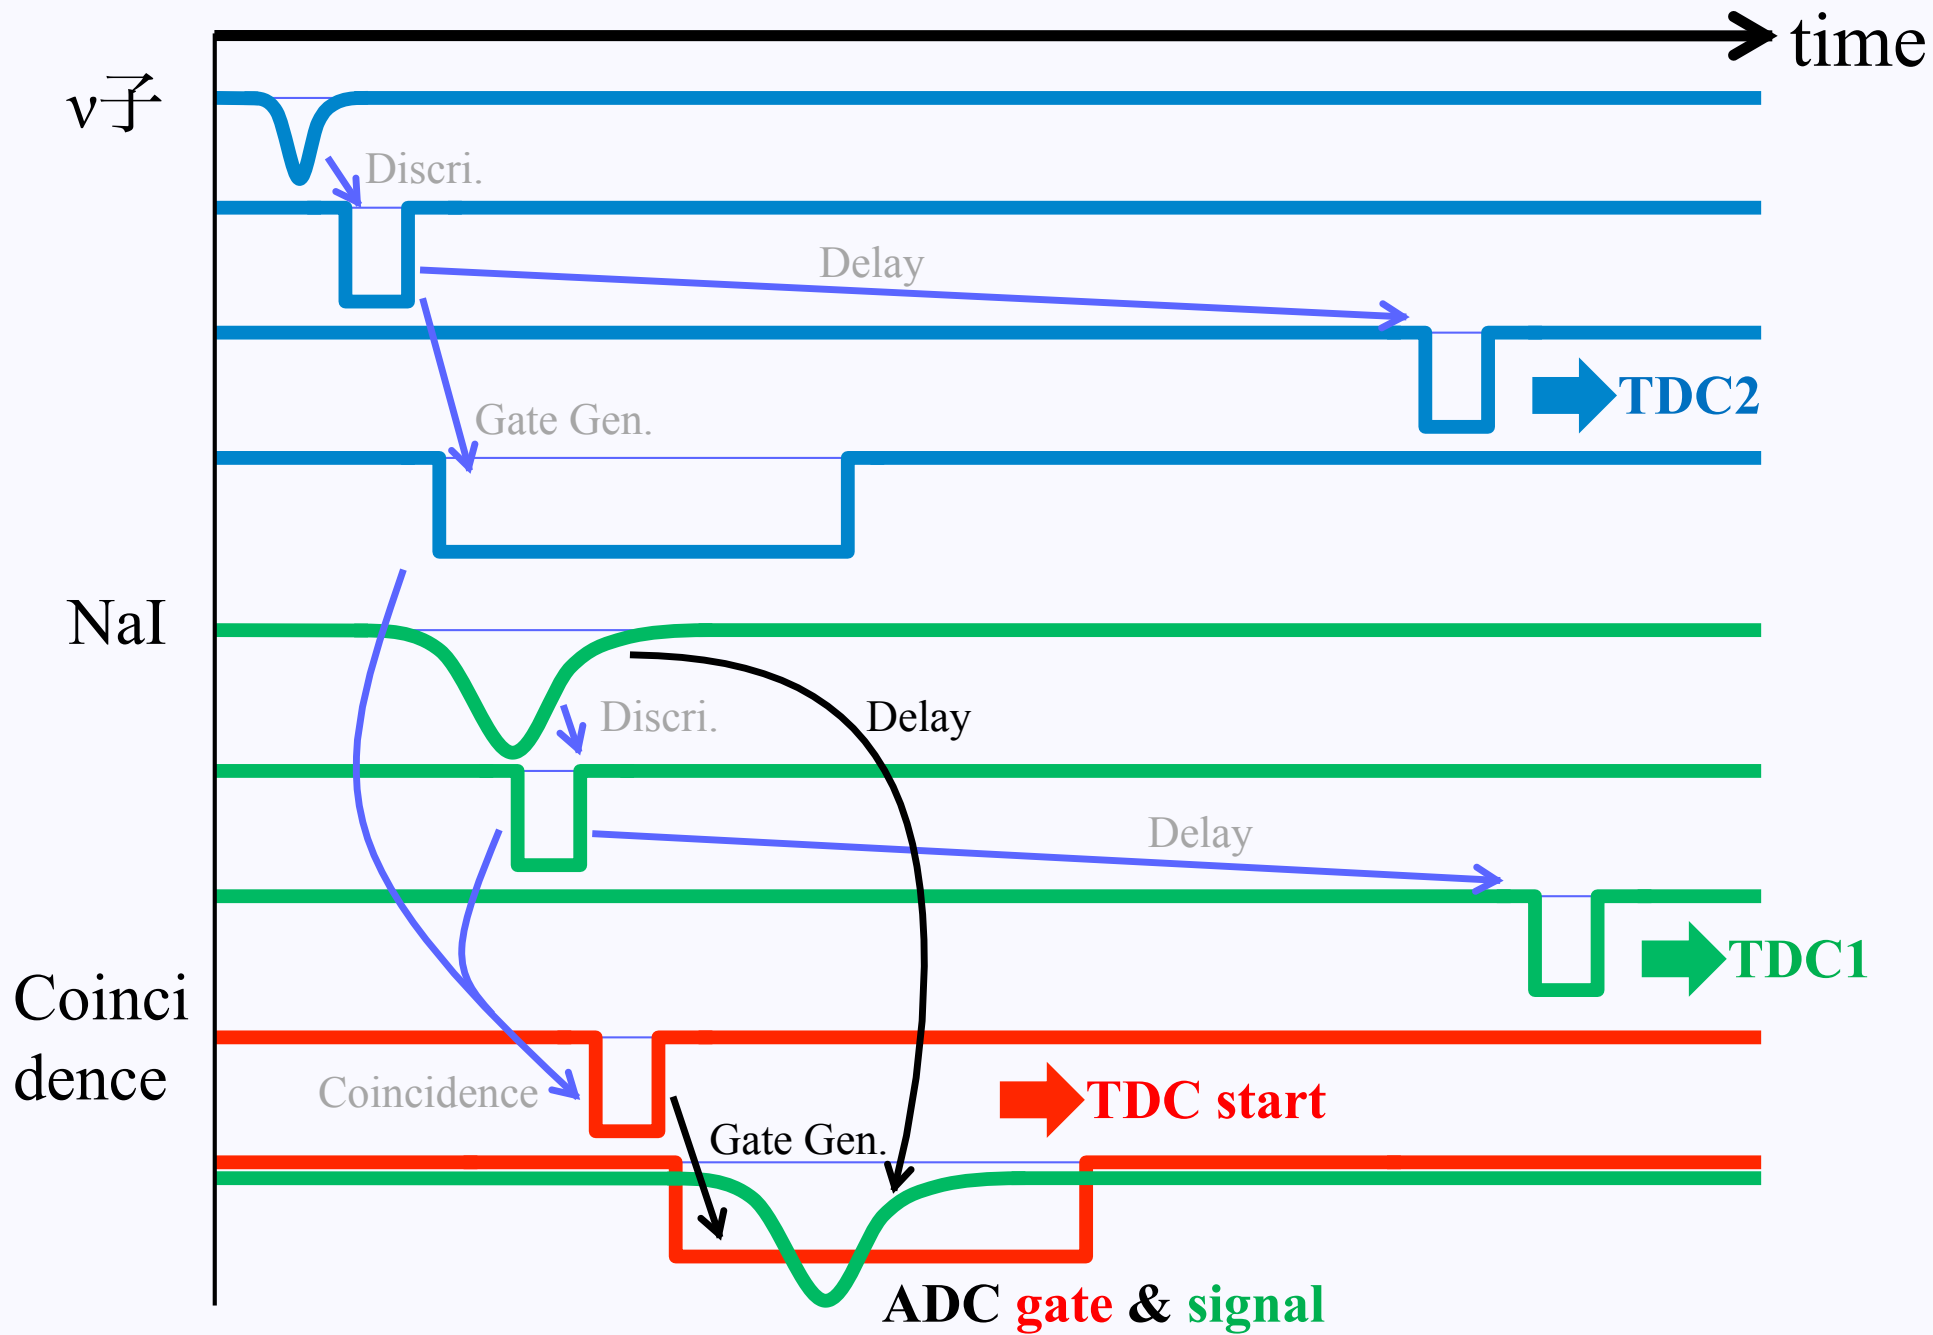 time
ν子
Discri.
Delay
TDC2
Gate Gen.
NaI
Discri.
Delay
Delay
TDC1
Coinci
dence
Coincidence
TDC start
Gate Gen.
ADC gate & signal